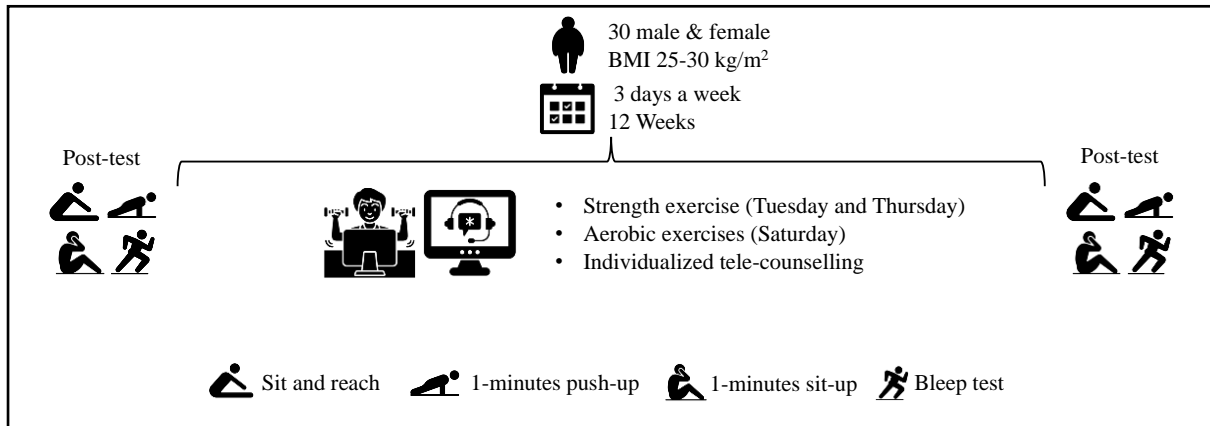 30 male & female
BMI 25-30 kg/m²
3 days a week
12 Weeks
Post-test
Post-test
• Strength exercise (Tuesday and Thursday)
• Aerobic exercises (Saturday)
• Individualized tele-counselling
Sit and reach
1-minutes push-up
1-minutes sit-up
Bleep test